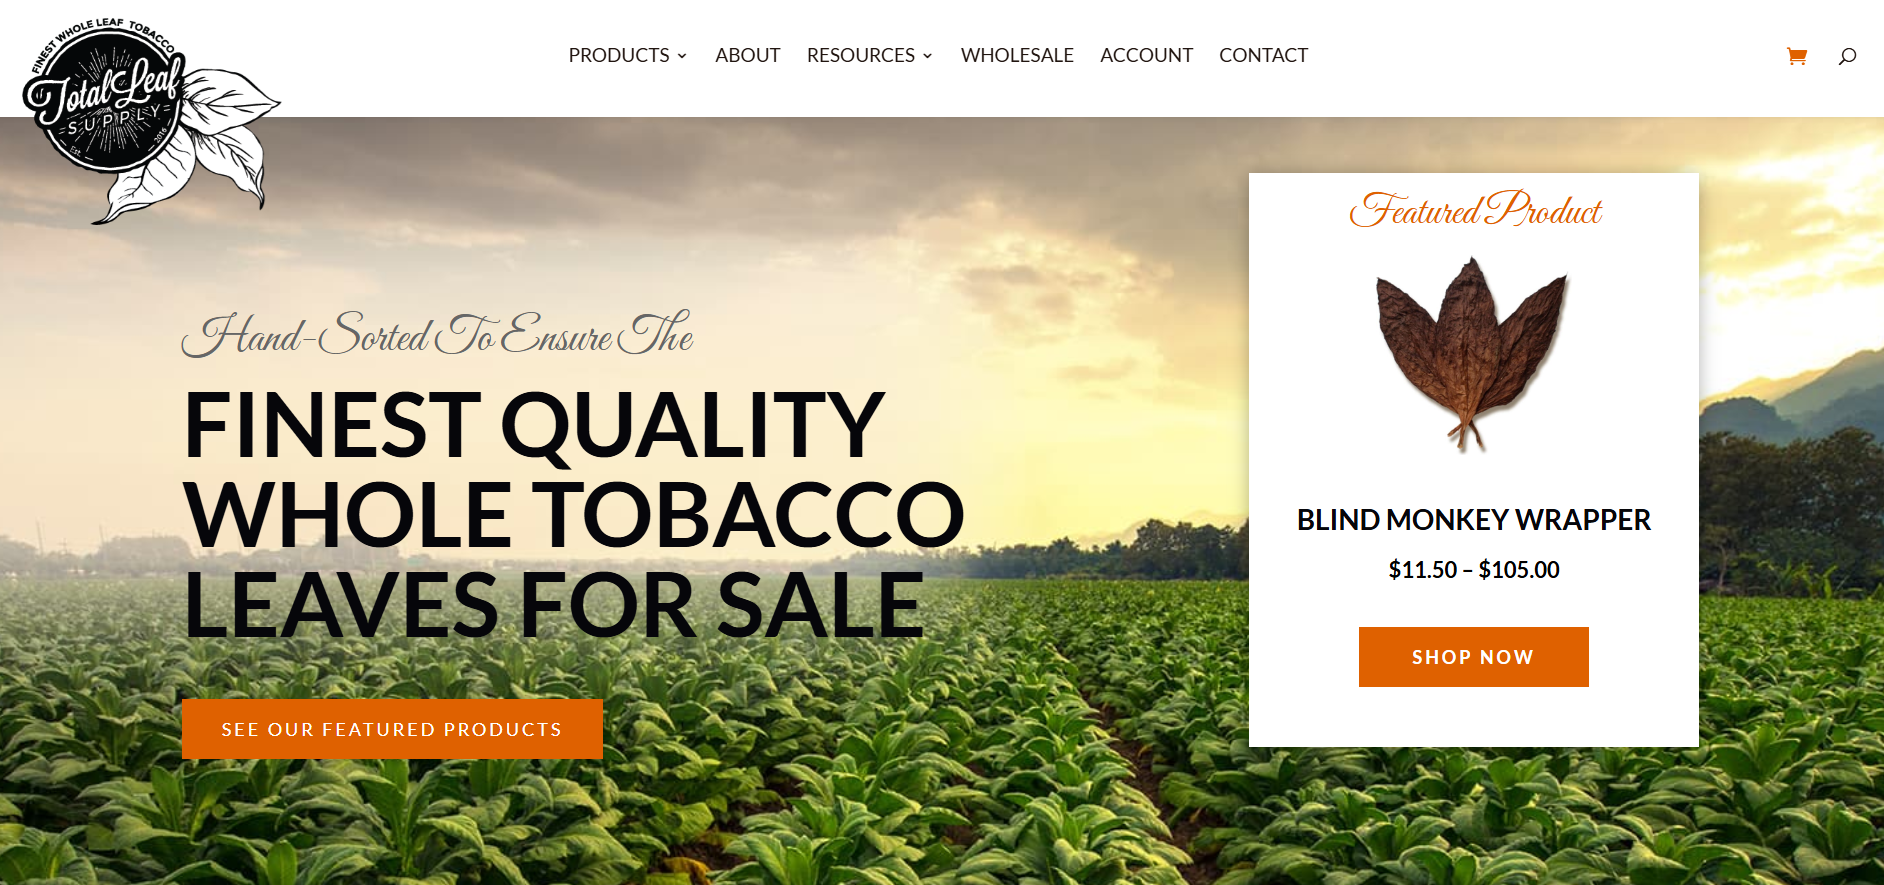 FINEST WHOLE LEAF TOBACCO
Total Leaf
SUPPLY
Est. 2016
PRODUCTS
ABOUT
RESOURCES
WHOLESALE
ACCOUNT
CONTACT
Hand-Sorted To Ensure The
FINEST QUALITY
WHOLE TOBACCO
LEAVES FOR SALE
SEE OUR FEATURED PRODUCTS
Featured Product
BLIND MONKEY WRAPPER
$11.50 – $105.00
SHOP NOW